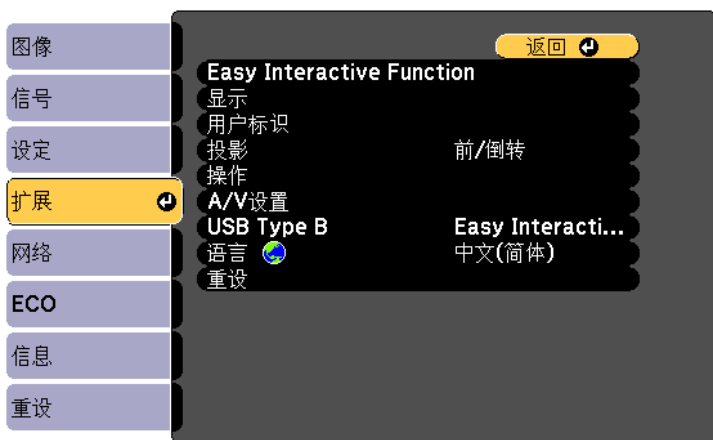 图像
信号
设定
扩展
网络
ECO
信息
重设
返回
Easy Interactive Function
显示
用户标识
投影 前/倒转
操作
A/V设置
USB Type B Easy Interacti...
语言 中文(简体)
重设